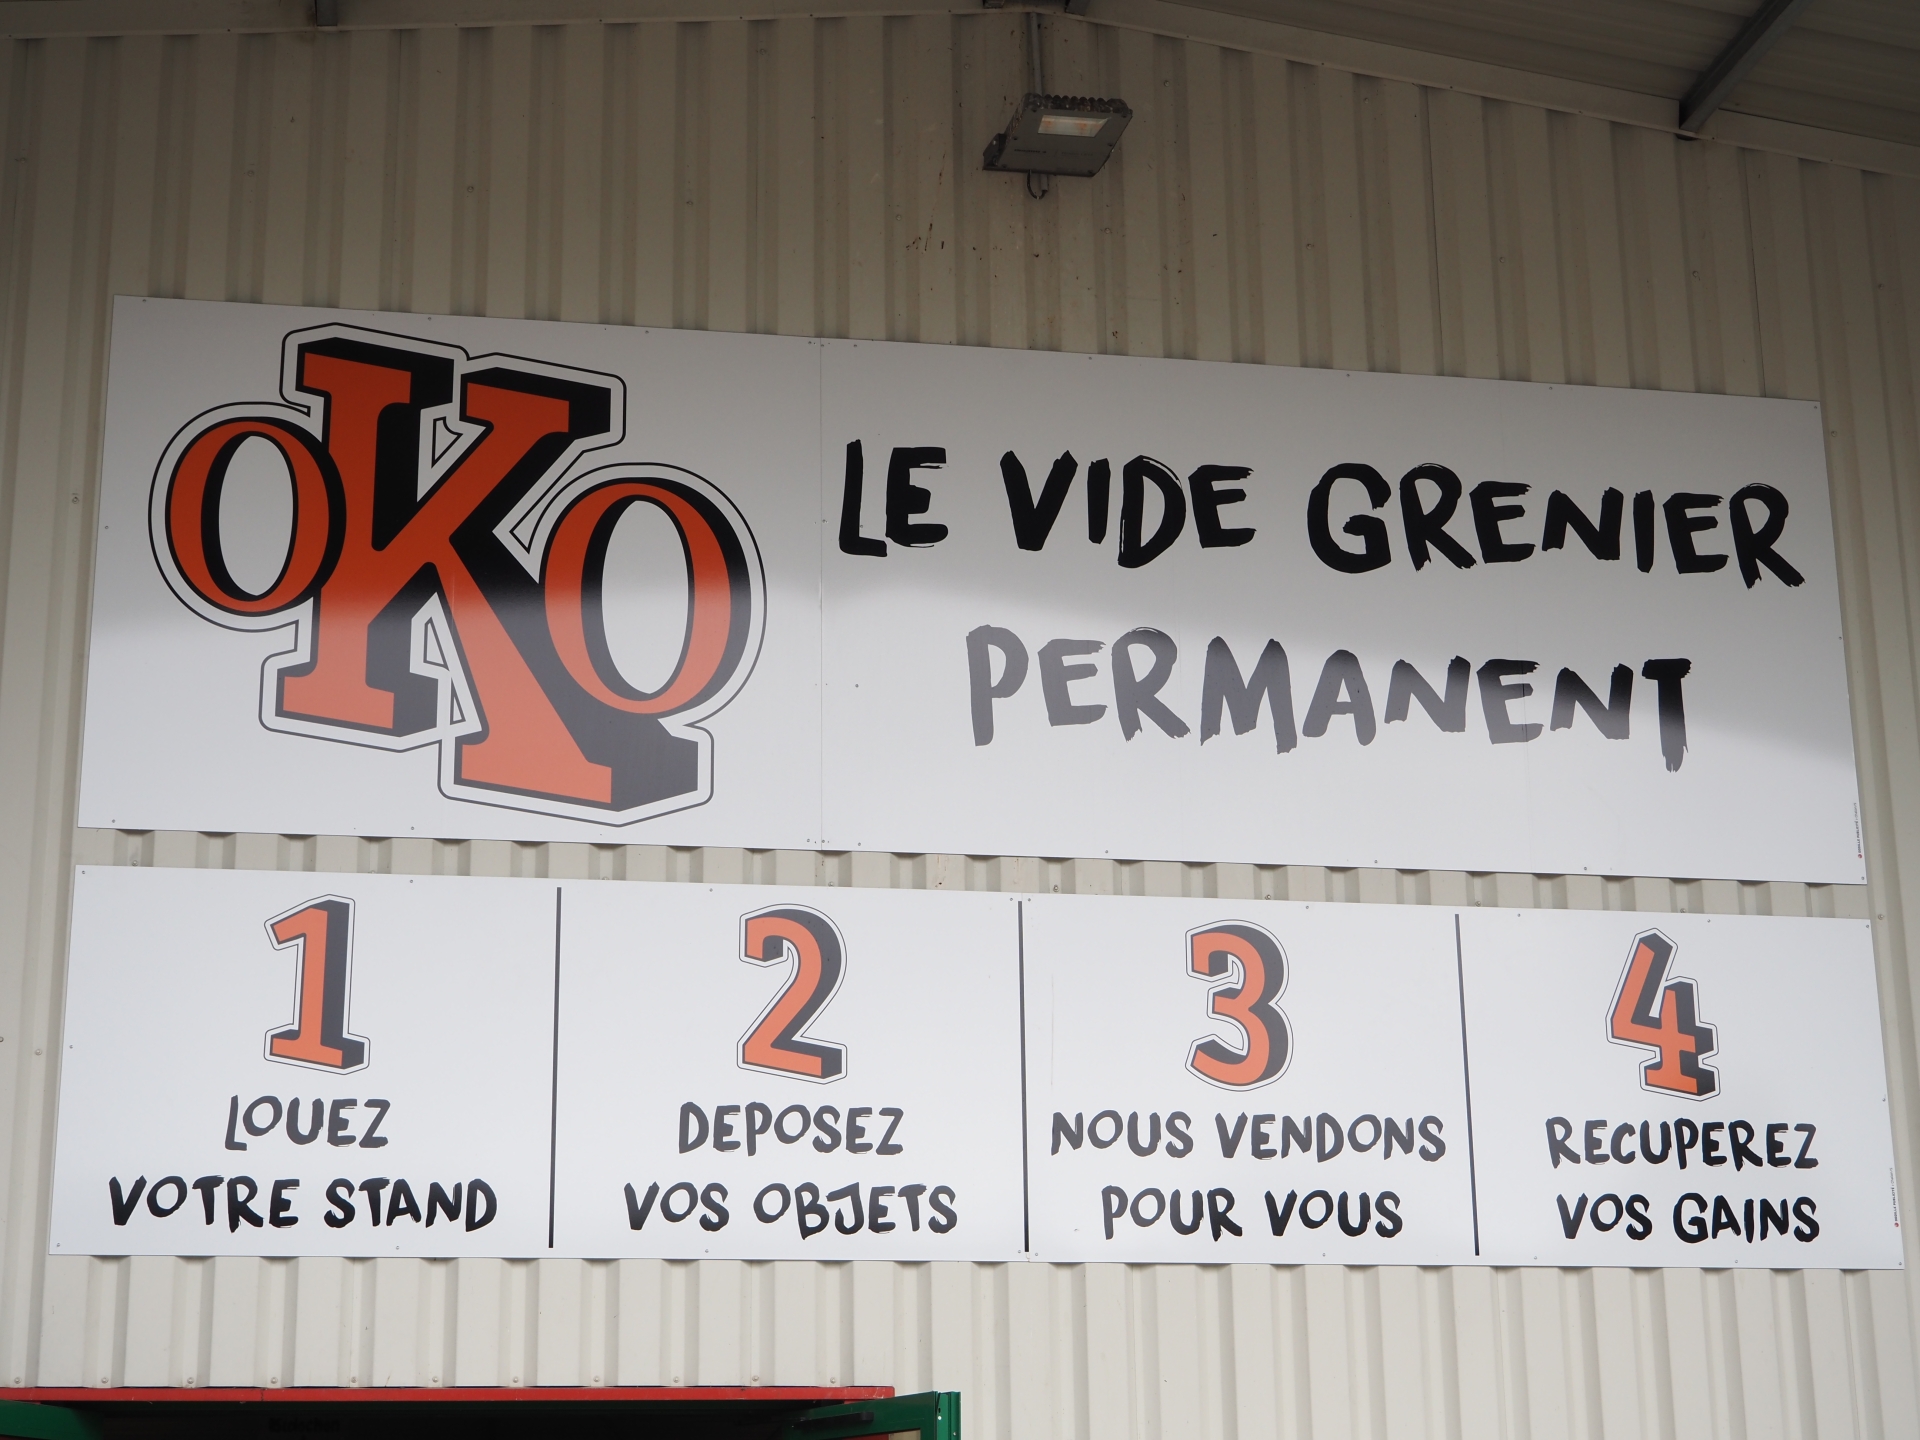 OKO
LE VIDE GRENIER
PERMANENT
1
LOUEZ
VOTRE STAND
2
DEPOSEZ
VOS OBJETS
3
NOUS VENDONS
POUR VOUS
4
RECUPEREZ
VOS GAINS